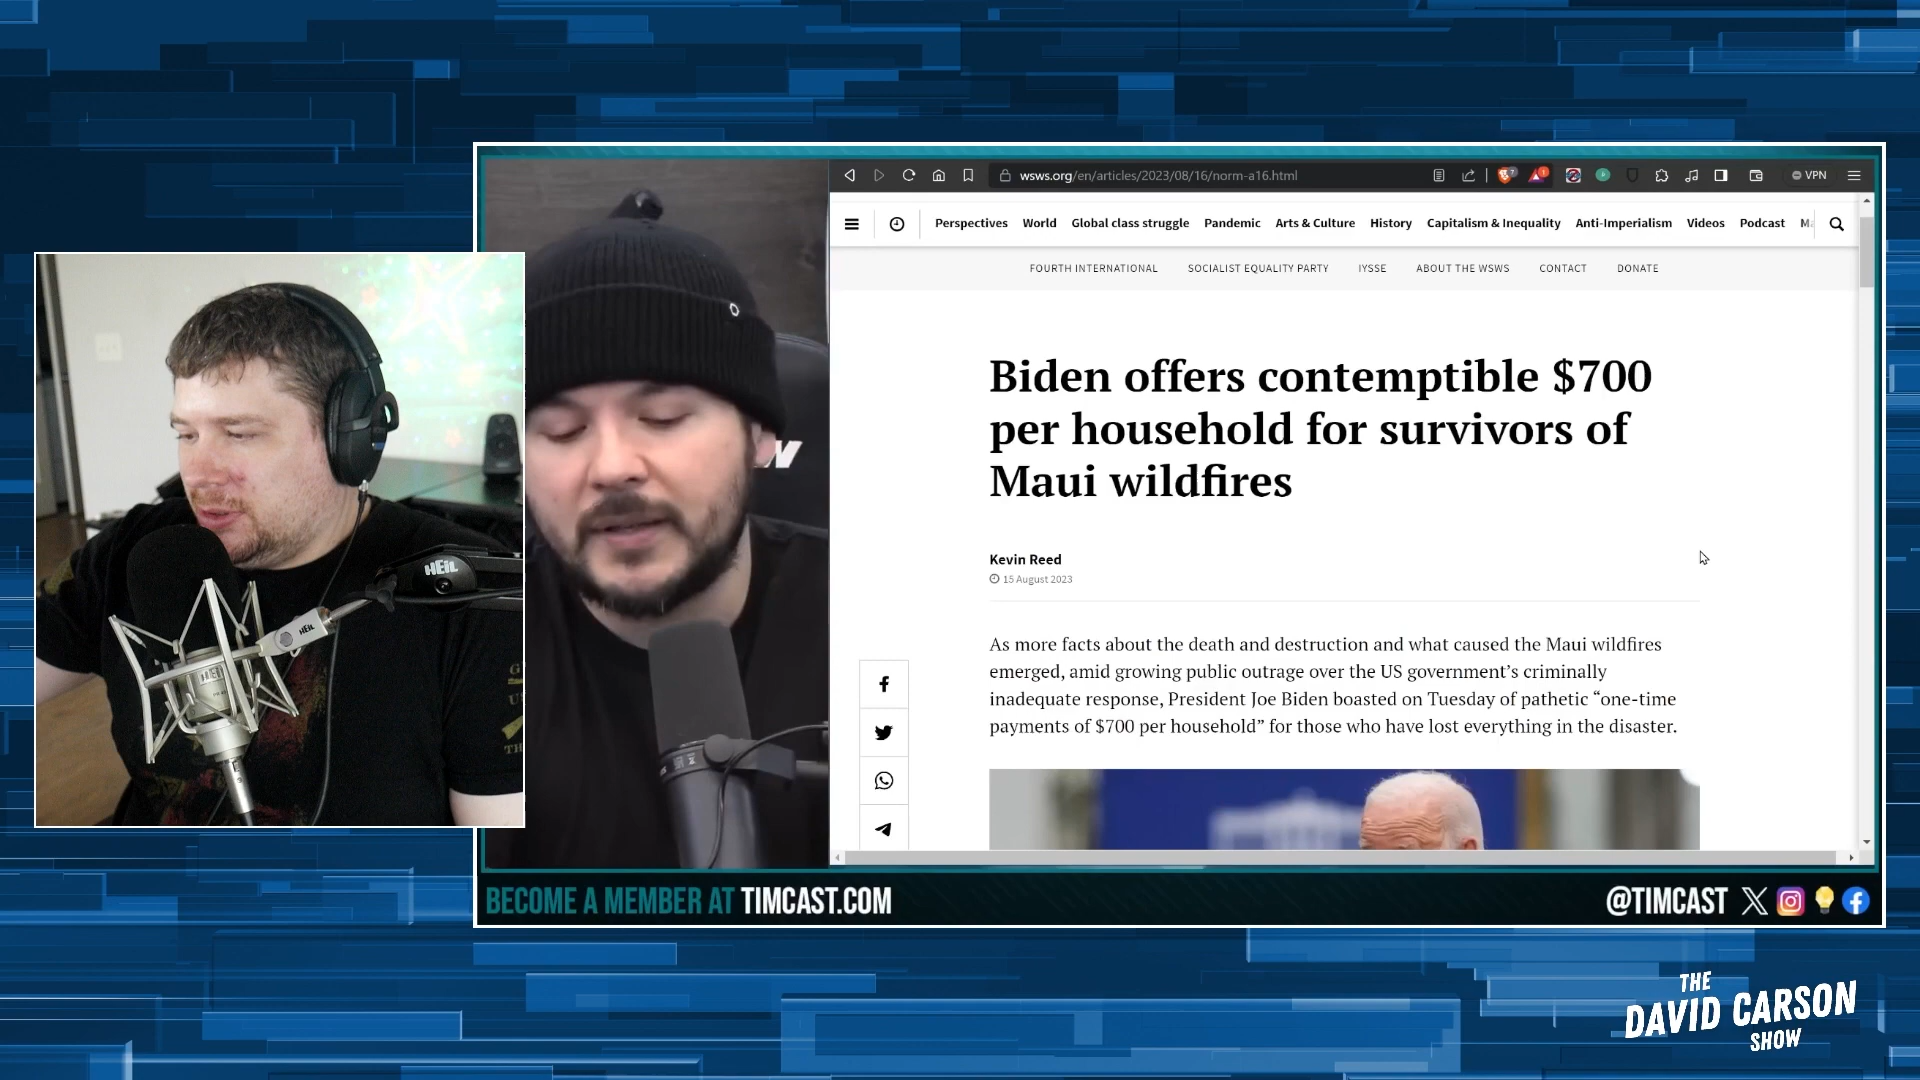 wsws.org/en/articles/2023/08/16/norm-a16.html
VPN
Perspectives World Global class struggle Pandemic Arts & Culture History Capitalism & Inequality Anti-Imperialism Videos Podcast
FOURTH INTERNATIONAL SOCIALIST EQUALITY PARTY IYSSE ABOUT THE WSWS CONTACT DONATE
Biden offers contemptible $700
per household for survivors of
Maui wildfires
Kevin Reed
15 August 2023
As more facts about the death and destruction and what caused the Maui wildfires
emerged, amid growing public outrage over the US government’s criminally
inadequate response, President Joe Biden boasted on Tuesday of pathetic “one-time
payments of $700 per household” for those who have lost everything in the disaster.
HEiL
HEiL
BECOME A MEMBER AT TIMCAST.COM
@TIMCAST
THE
DAVID CARSON
SHOW